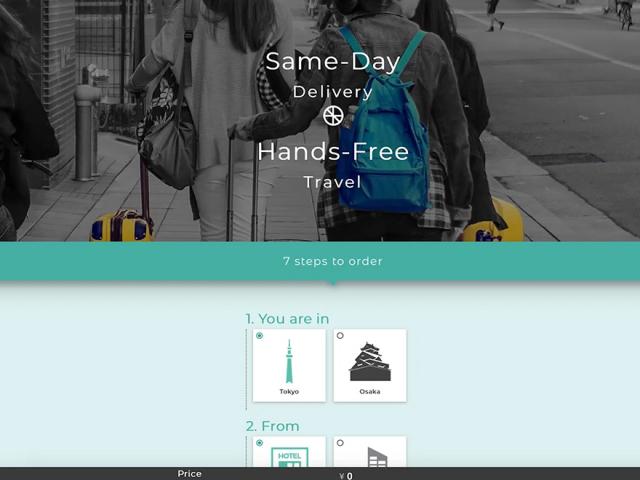 Same-Day
Delivery
Hands-Free
Travel
7 steps to order
1. You are in
Tokyo
Osaka
2. From
HOTEL
Price
¥ 0